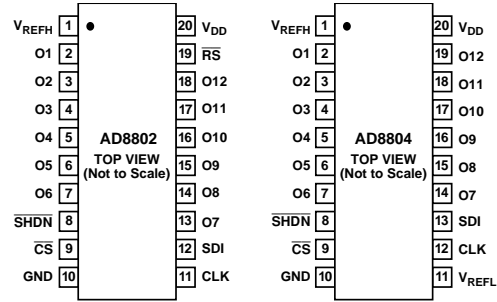 VREFH 1 20 VDD
O1 2 19 RS
O2 3 18 O12
O3 4 17 O11
O4 5 AD8802 16 O10
O5 6 TOP VIEW 15 O9
(Not to Scale)
O6 7 14 O8
SHDN 8 13 O7
CS 9 12 SDI
GND 10 11 CLK
VREFH 1 20 VDD
O1 2 19 O12
O2 3 18 O11
O3 4 17 O10
O4 5 AD8804 16 O9
O5 6 TOP VIEW 15 O8
(Not to Scale)
O6 7 14 O7
SHDN 8 13 SDI
CS 9 12 CLK
GND 10 11 VREFL